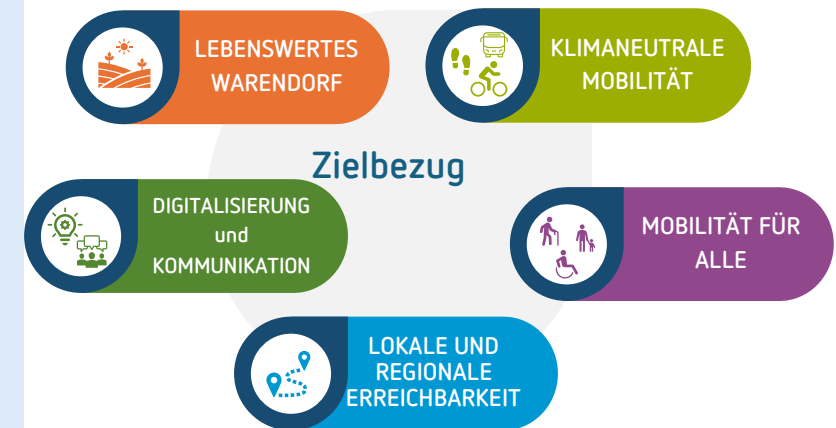 LEBENSWERTES
WARENDORF
KLIMANEUTRALE
MOBILITÄT
Zielbezug
DIGITALISIERUNG
und
KOMMUNIKATION
MOBILITÄT FÜR
ALLE
LOKALE UND
REGIONALE
ERREICHBARKEIT